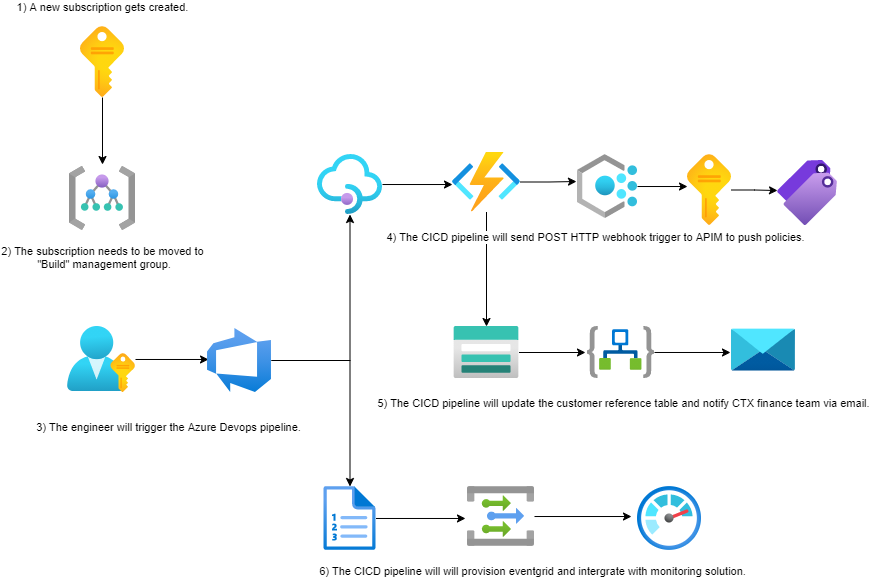 1) A new subscription gets created.
2) The subscription needs to be moved to
"Build" management group.
4) The CICD pipeline will send POST HTTP webhook trigger to APIM to push policies.
5) The CICD pipeline will update the customer reference table and notify CTX finance team via email.
3) The engineer will trigger the Azure Devops pipeline.
1
2
3
6) The CICD pipeline will will provision eventgrid and intergrate with monitoring solution.